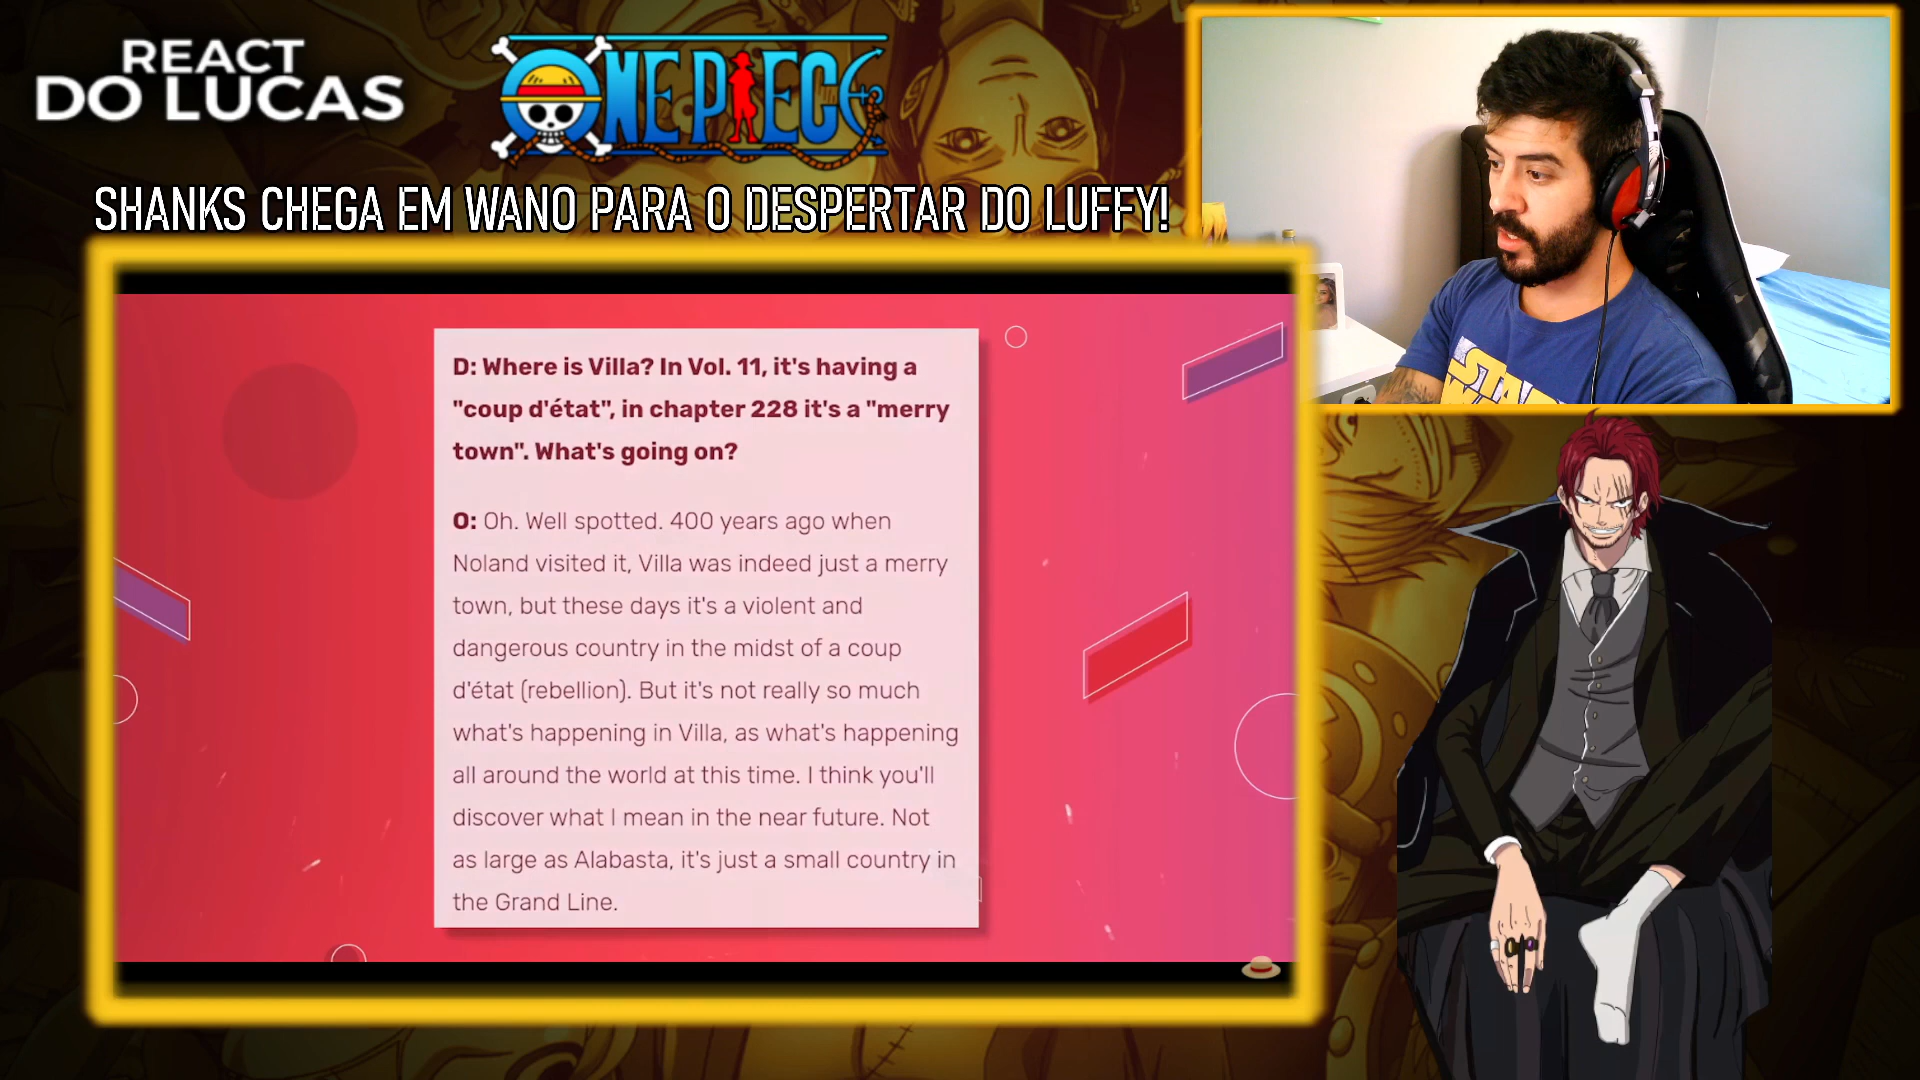 REACT
DO LUCAS
ONE PIECE
SHANKS CHEGA EM WANO PARA O DESPERTAR DO LUFFY!
D: Where is Villa? In Vol. 11, it's having a
"coup d'état", in chapter 228 it's a "merry
town". What's going on?
O: Oh. Well spotted. 400 years ago when
Noland visited it, Villa was indeed just a merry
town, but these days it's a violent and
dangerous country in the midst of a coup
d'état (rebellion). But it's not really so much
what's happening in Villa, as what's happening
all around the world at this time. I think you'll
discover what I mean in the near future. Not
as large as Alabasta, it's just a small country in
the Grand Line.
STAR